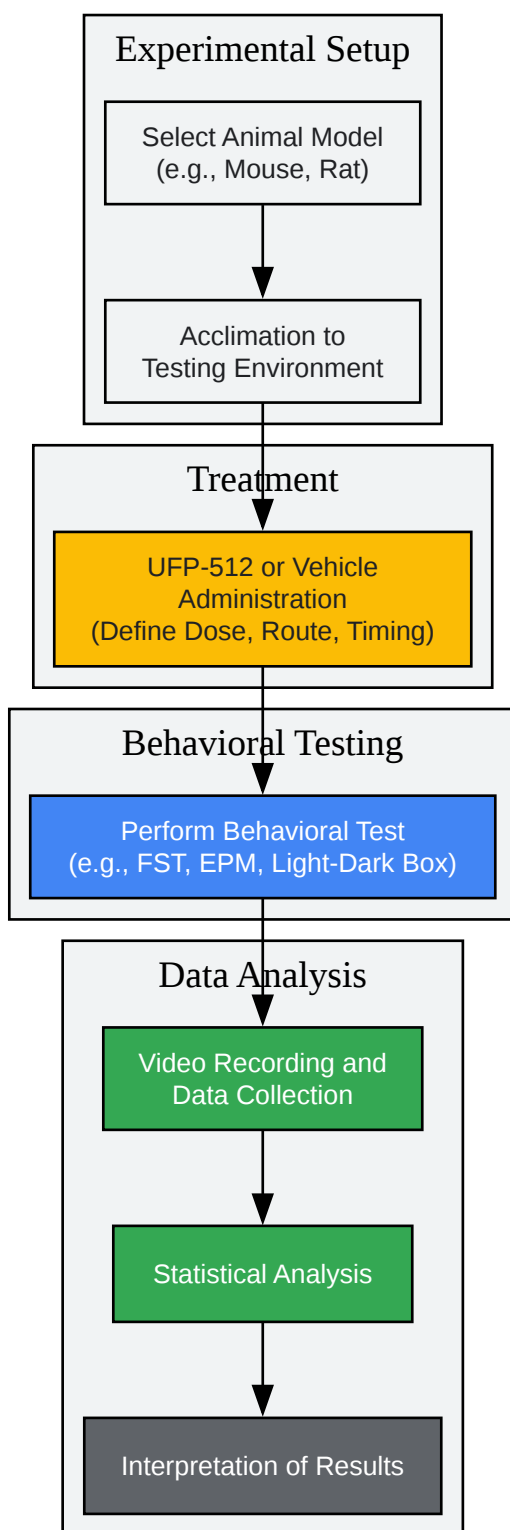 Experimental Setup
Select Animal Model
(e.g., Mouse, Rat)
Acclimation to
Testing Environment
Treatment
UFP-512 or Vehicle
Administration
(Define Dose, Route, Timing)
Behavioral Testing
Perform Behavioral Test
(e.g., FST, EPM, Light-Dark Box)
Data Analysis
Video Recording and
Data Collection
Statistical Analysis
Interpretation of Results